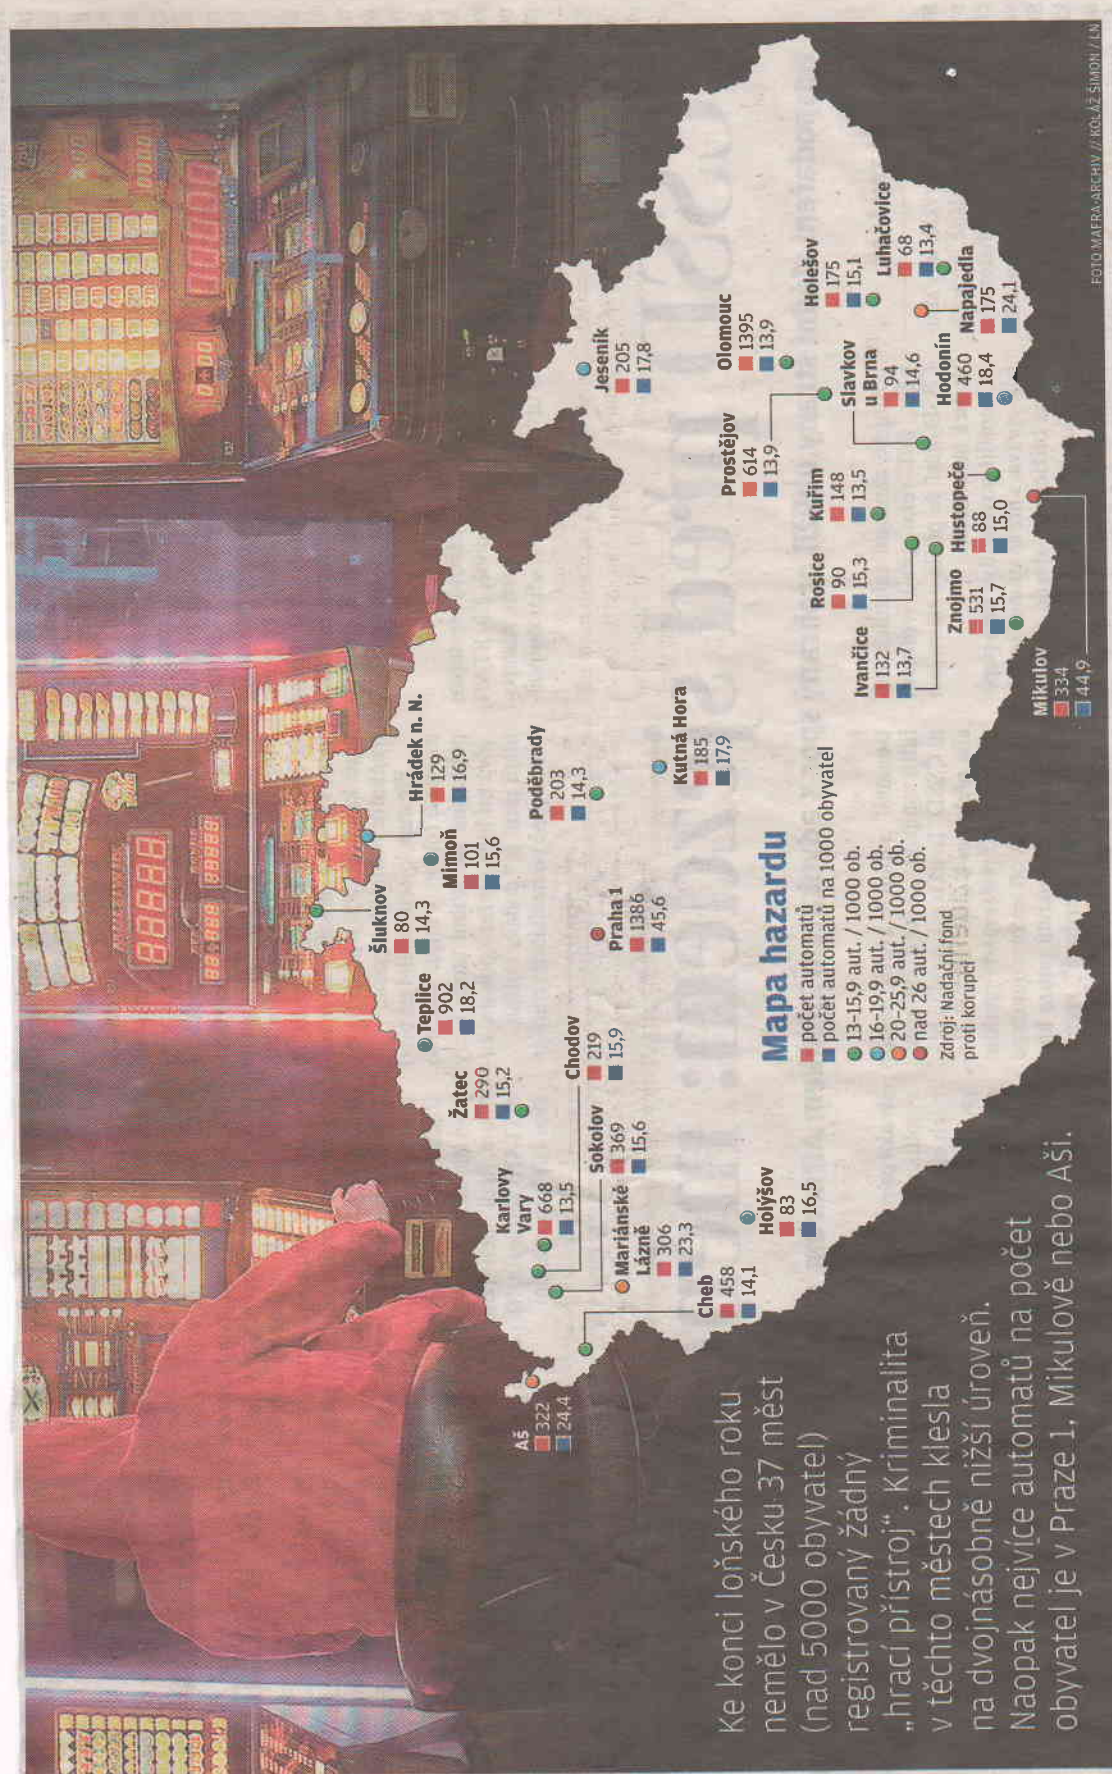 Šluknov
80
14,3
Hrádek n. N.
129
16,9
Teplice
902
18,2
Mimoň
101
15,6
Žatec
290
15,2
Karlovy
Vary
668
13,5
Chodov
219
15,9
Sokolov
369
15,6
Mariánské
Lázně
306
23,3
Cheb
458
14,1
Aš
322
24,4
Holýšov
83
16,5
Poděbrady
203
14,3
Praha 1
1386
45,6
Kutná Hora
185
17,9
Jeseník
205
17,8
Olomouc
1395
13,9
Prostějov
614
13,9
Holešov
175
15,1
Luhačovice
68
13,4
Napajedla
175
24,1
Slavkov
u Brna
94
14,6
Hodonín
460
18,4
Kuřim
148
13,5
Rosice
90
15,3
Ivančice
132
13,7
Hustopeče
88
15,0
Znojmo
531
15,7
Mikulov
334
44,9
Mapa hazardu
počet automatů
počet automatů na 1000 obyvatel
13-15,9 aut. / 1000 ob.
16-19,9 aut. / 1000 ob.
20-25,9 aut. / 1000 ob.
nad 26 aut. / 1000 ob.
Zdroj: Nadační fond
proti korupci
Ke konci loňského roku
nemělo v Česku 37 měst
(nad 5000 obyvatel)
registrovaný žádný
„hrací přístroj“. Kriminalita
v těchto městech klesla
na dvojnásobně nižší úroveň.
Naopak nejvíce automatů na počet
obyvatel je v Praze 1, Mikulově nebo Aši.
FOTO MAFRA-ARCHIV // KOLÁŽ ŠIMON / LN